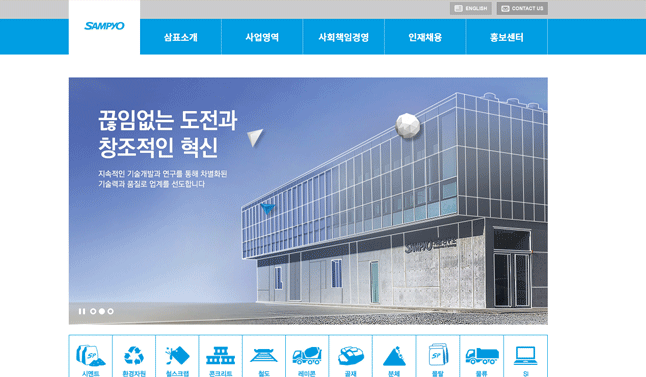 ENGLISH
CONTACT US
SAMPYO
삼표소개
사업영역
사회책임경영
인재채용
홍보센터
끊임없는 도전과
창조적인 혁신
지속적인 기술개발과 연구를 통해 차별화된
기술력과 품질로 업계를 선도합니다
SAMPYO
SP
SP
시멘트
환경자원
철스크랩
콘크리트
철도
레미콘
골재
분체
몰탈
물류
SI